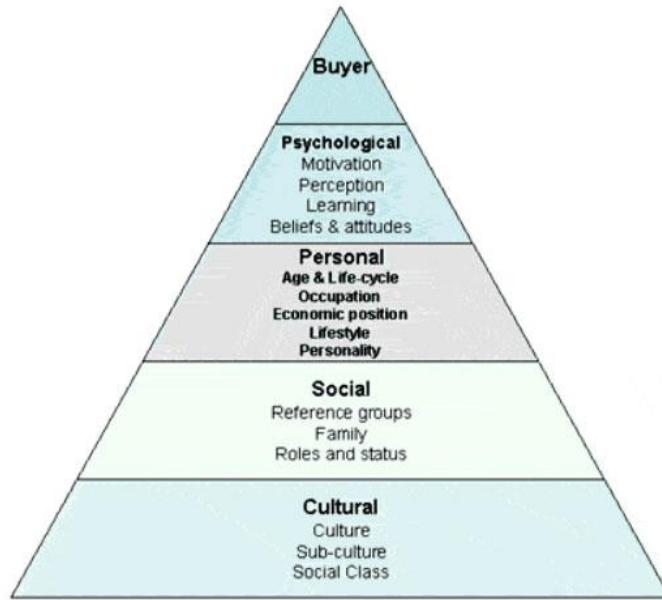 Buyer
Psychological
Motivation
Perception
Learning
Beliefs & attitudes
Personal
Age & Life-cycle
Occupation
Economic position
Lifestyle
Personality
Social
Reference groups
Family
Roles and status
Cultural
Culture
Sub-culture
Social Class